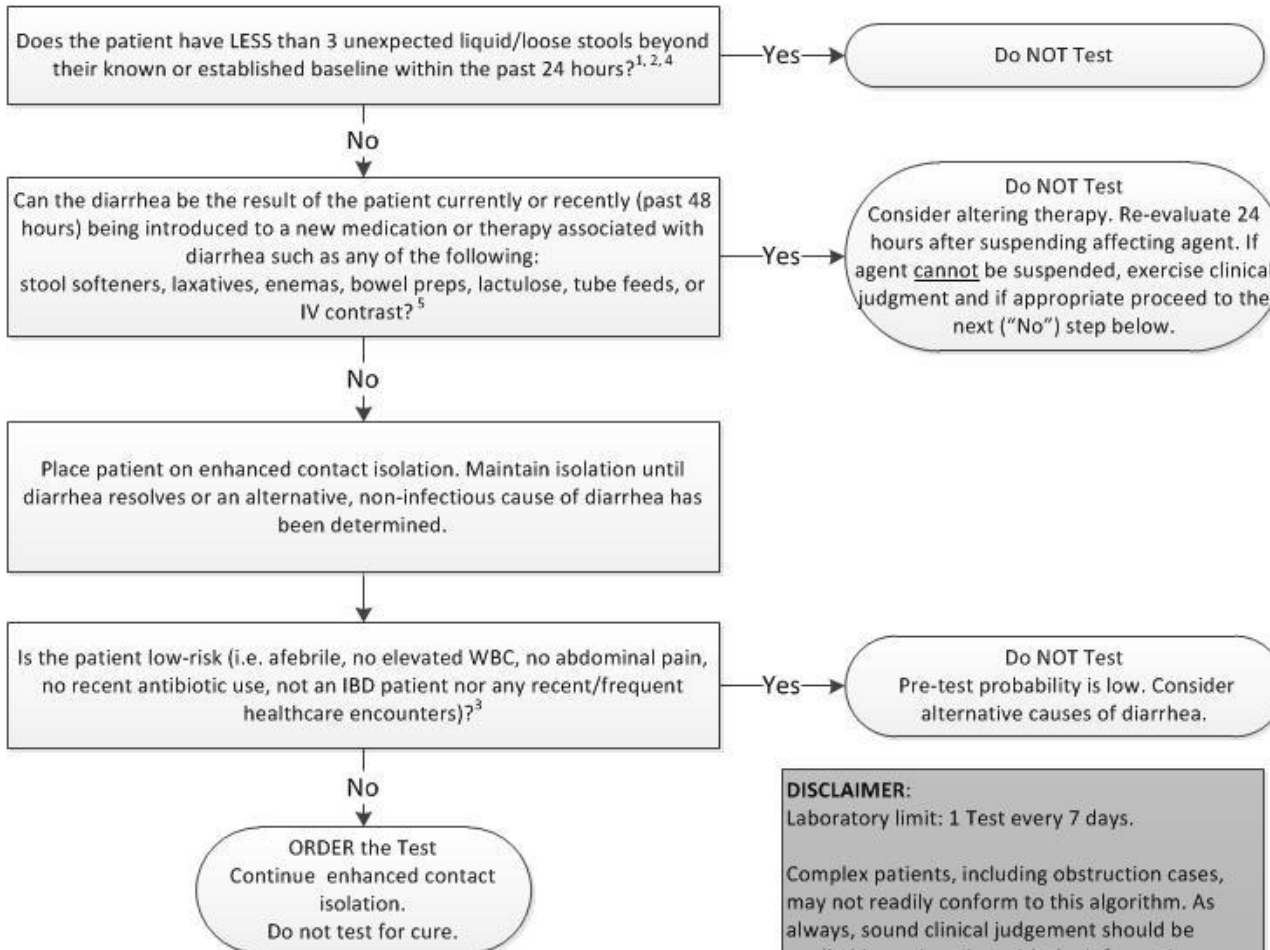 Does the patient have LESS than 3 unexpected liquid/loose stools beyond
their known or established baseline within the past 24 hours?1, 2, 4
Yes
Do NOT Test
No
Can the diarrhea be the result of the patient currently or recently (past 48
hours) being introduced to a new medication or therapy associated with
diarrhea such as any of the following:
stool softeners, laxatives, enemas, bowel preps, lactulose, tube feeds, or
IV contrast? 5
Yes
Do NOT Test
Consider altering therapy. Re-evaluate 24
hours after suspending affecting agent. If
agent cannot be suspended, exercise clinical
judgment and if appropriate proceed to the
next (“No”) step below.
No
Place patient on enhanced contact isolation. Maintain isolation until
diarrhea resolves or an alternative, non-infectious cause of diarrhea has
been determined.
Is the patient low-risk (i.e. afebrile, no elevated WBC, no abdominal pain,
no recent antibiotic use, not an IBD patient nor any recent/frequent
healthcare encounters)?3
Yes
Do NOT Test
Pre-test probability is low. Consider
alternative causes of diarrhea.
No
ORDER the Test
Continue enhanced contact
isolation.
Do not test for cure.
DISCLAIMER:
Laboratory limit: 1 Test every 7 days.
Complex patients, including obstruction cases,
may not readily conform to this algorithm. As
always, sound clinical judgement should be